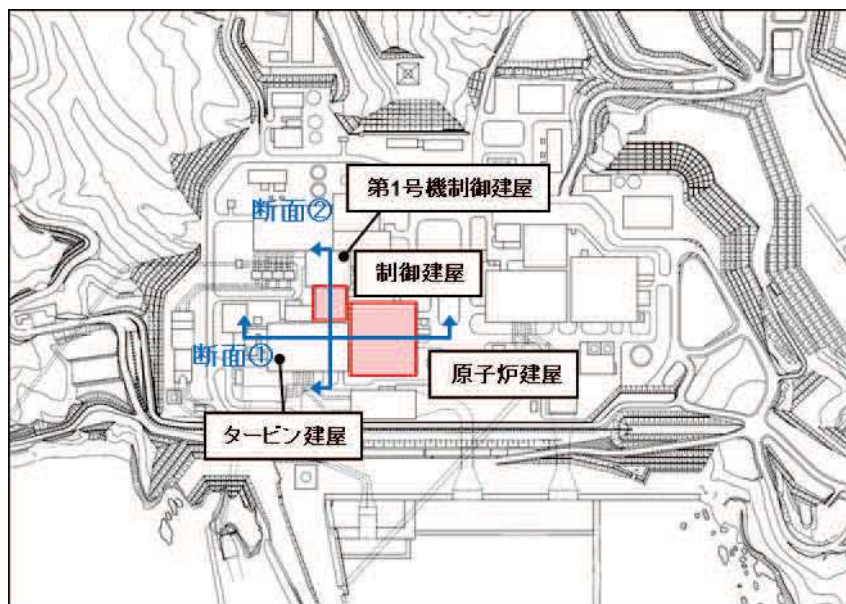 第1号機制御建屋
断面②
制御建屋
断面①
原子炉建屋
タービン建屋